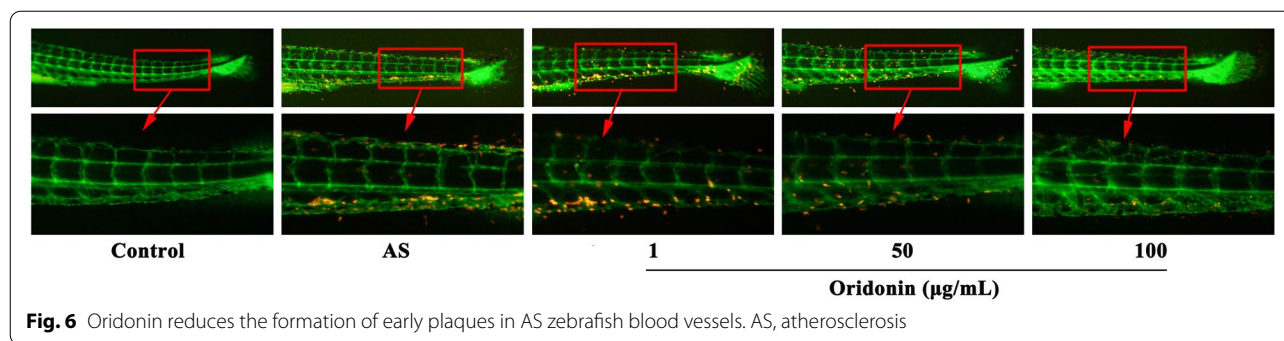 Control AS 1 50 100
Oridonin (μg/mL)
Fig. 6 Oridonin reduces the formation of early plaques in AS zebrafish blood vessels. AS, atherosclerosis